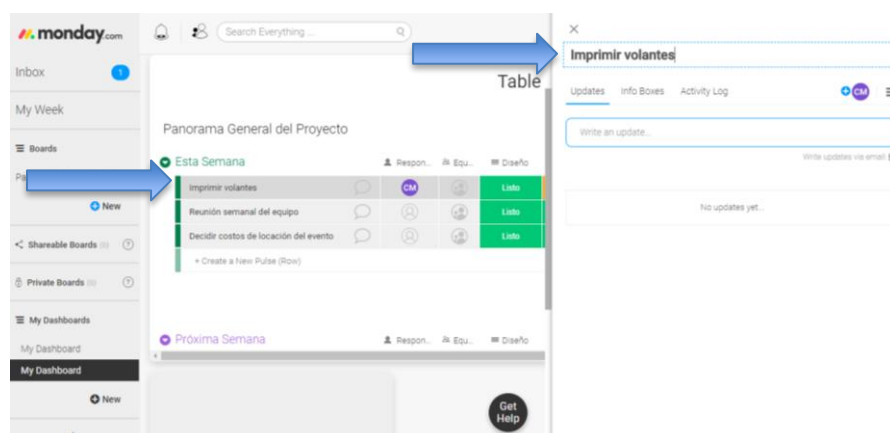 monday.com
Search Everything ...
Inbox
1
My Week
Boards
New
Shareable Boards
?
Private Boards
?
My Dashboards
My Dashboard
My Dashboard
New
Table
Panorama General del Proyecto
Esta Semana
Respon...
Equ...
Diseño
Imprimir volantes
CM
Listo
Reunión semanal del equipo
Listo
Decidir costos de locación del evento
Listo
+ Create a New Pulse (Row)
Próxima Semana
Respon...
Equ...
Diseño
Get
Help
Imprimir volantes
Updates
Info Boxes
Activity Log
CM
Write an update...
Write updates via email
No updates yet...